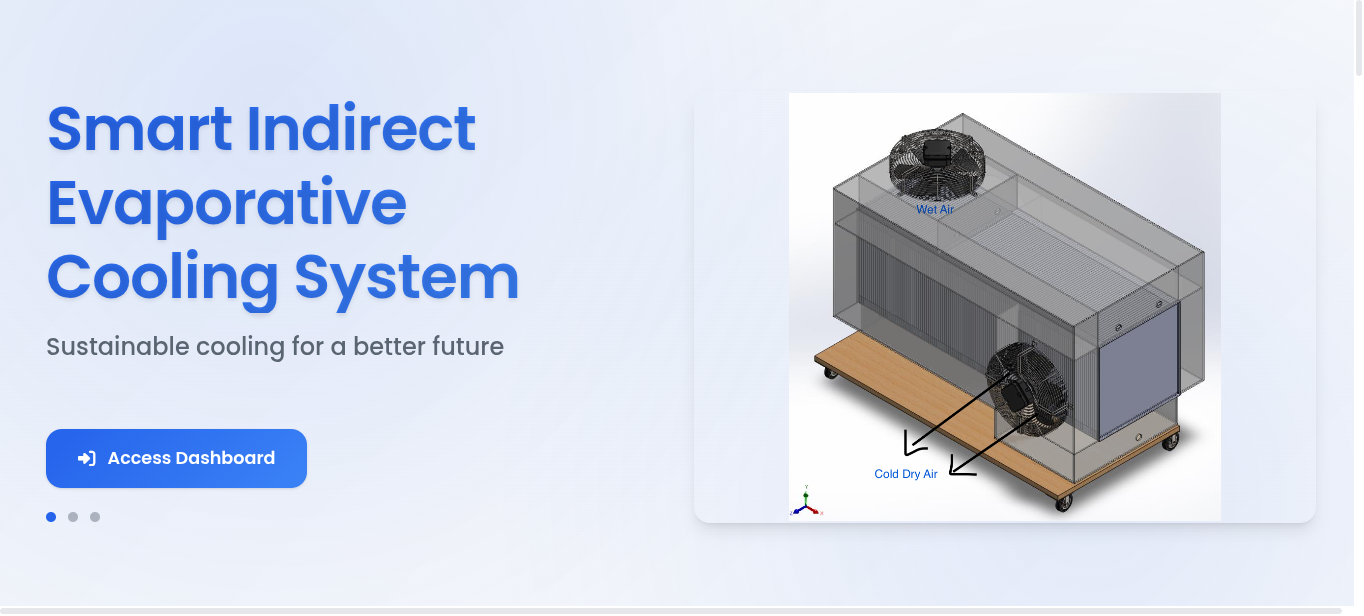 Smart Indirect
Evaporative
Cooling System
Sustainable cooling for a better future
Access Dashboard
Wet Air
Cold Dry Air